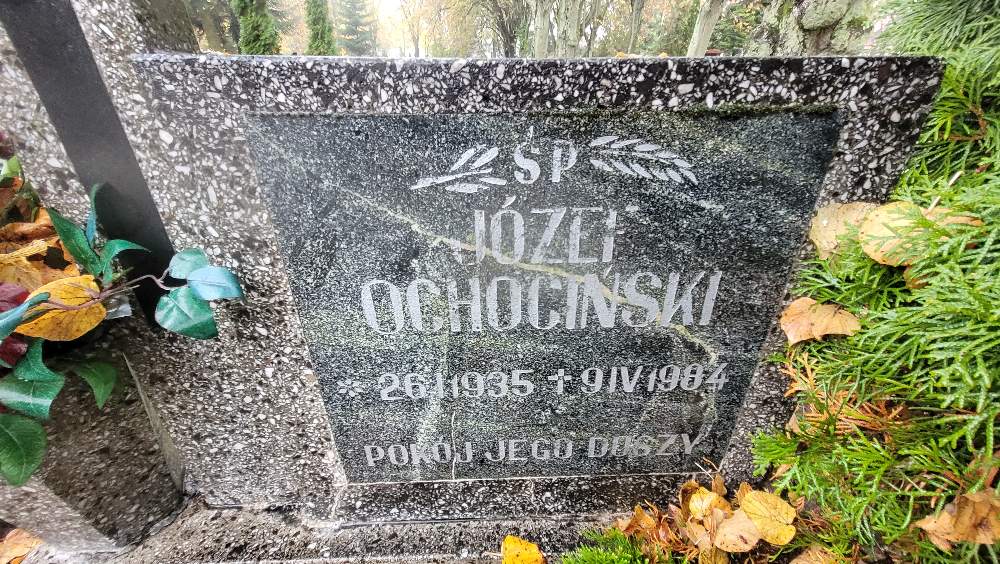 ŚP
JÓZEF
OCHOCIŃSKI
* 26 I 1935 + 9 IV 1984
POKÓJ JEGO DUSZY